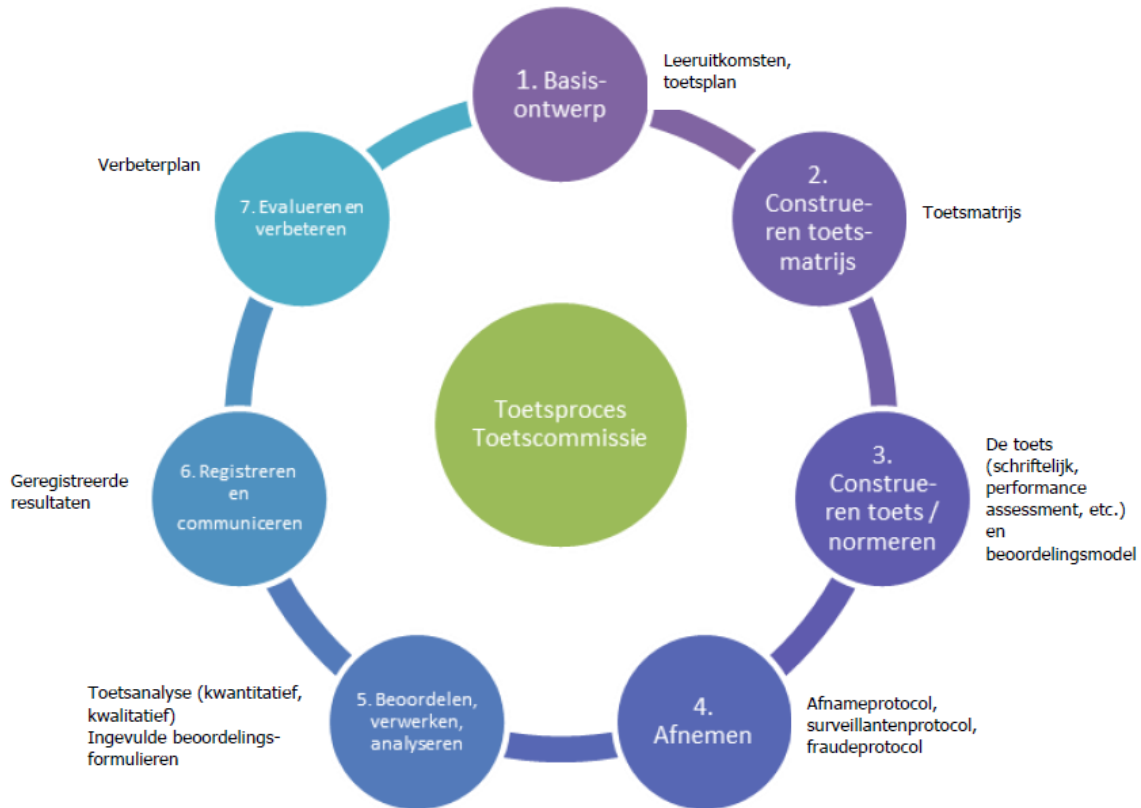 1. Basis-
ontwerp
Leeruitkomsten,
toetsplan
2.
Construe-
ren toets-
matrijs
Toetsmatrijs
3.
Construe-
ren toets /
normeren
De toets
(schriftelijk,
performance
assessment, etc.)
en
beoordelingsmodel
4.
Afnemen
Afnameprotocol,
surveillantenprotocol,
fraudeprotocol
5. Beoordelen,
verwerken,
analyseren
Toetsanalyse (kwantitatief,
kwalitatief)
Ingevulde beoordelings-
formulieren
6. Registreren
en
communiceren
Geregistreerde
resultaten
7. Evalueren en
verbeteren
Verbeterplan
Toetsproces
Toetscommissie